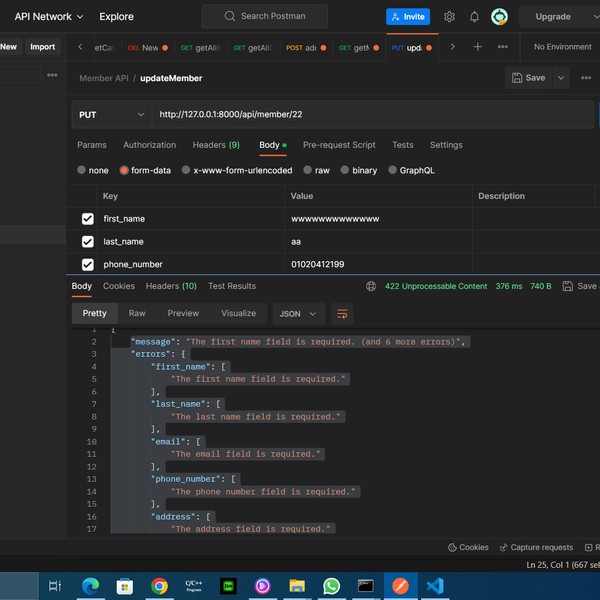 API Network Explore Search Postman Invite Upgrade
New Import etCa DEL New GET getAllB GET getAllC POST ad GET getM PUT upd No Environment
Member API / updateMember Save
PUT http://127.0.0.1:8000/api/member/22
Params Authorization Headers (9) Body Pre-request Script Tests Settings
none form-data x-www-form-urlencoded raw binary GraphQL
Key Value Description
first_name wwwwwwwwwwwww
last_name aa
phone_number 01020412199
Body Cookies Headers (10) Test Results 422 Unprocessable Content 376 ms 740 B Save a
Pretty Raw Preview Visualize JSON
1 {
2 "message": "The first name field is required. (and 6 more errors)",
3 "errors": {
4 "first_name": [
5 "The first name field is required."
6 ],
7 "last_name": [
8 "The last name field is required."
9 ],
10 "email": [
11 "The email field is required."
12 ],
13 "phone_number": [
14 "The phone number field is required."
15 ],
16 "address": [
17 "The address field is required."
Cookies Capture requests R
Ln 25, Col 1 (667 sel
C/C++